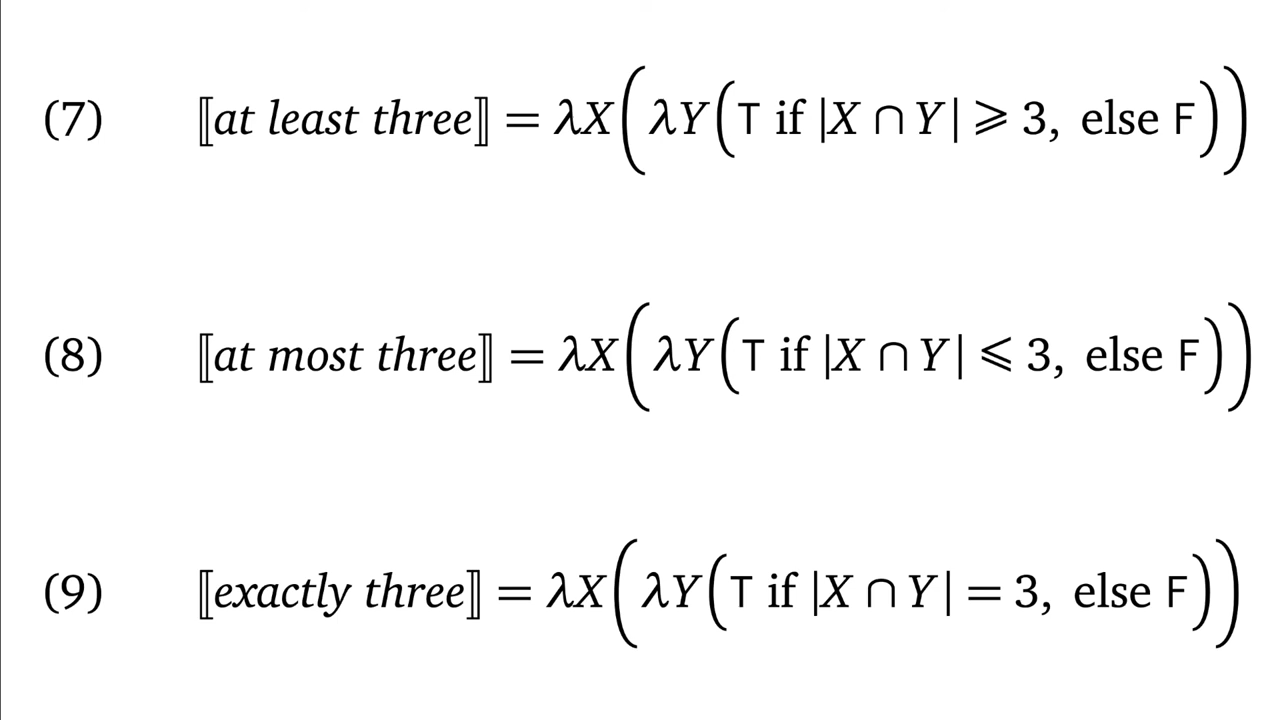 (7) ⟦at least three⟧ = λX(λY(T if |X ∩ Y| ⩾ 3, else F))
(8) ⟦at most three⟧ = λX(λY(T if |X ∩ Y| ⩽ 3, else F))
(9) ⟦exactly three⟧ = λX(λY(T if |X ∩ Y| = 3, else F))